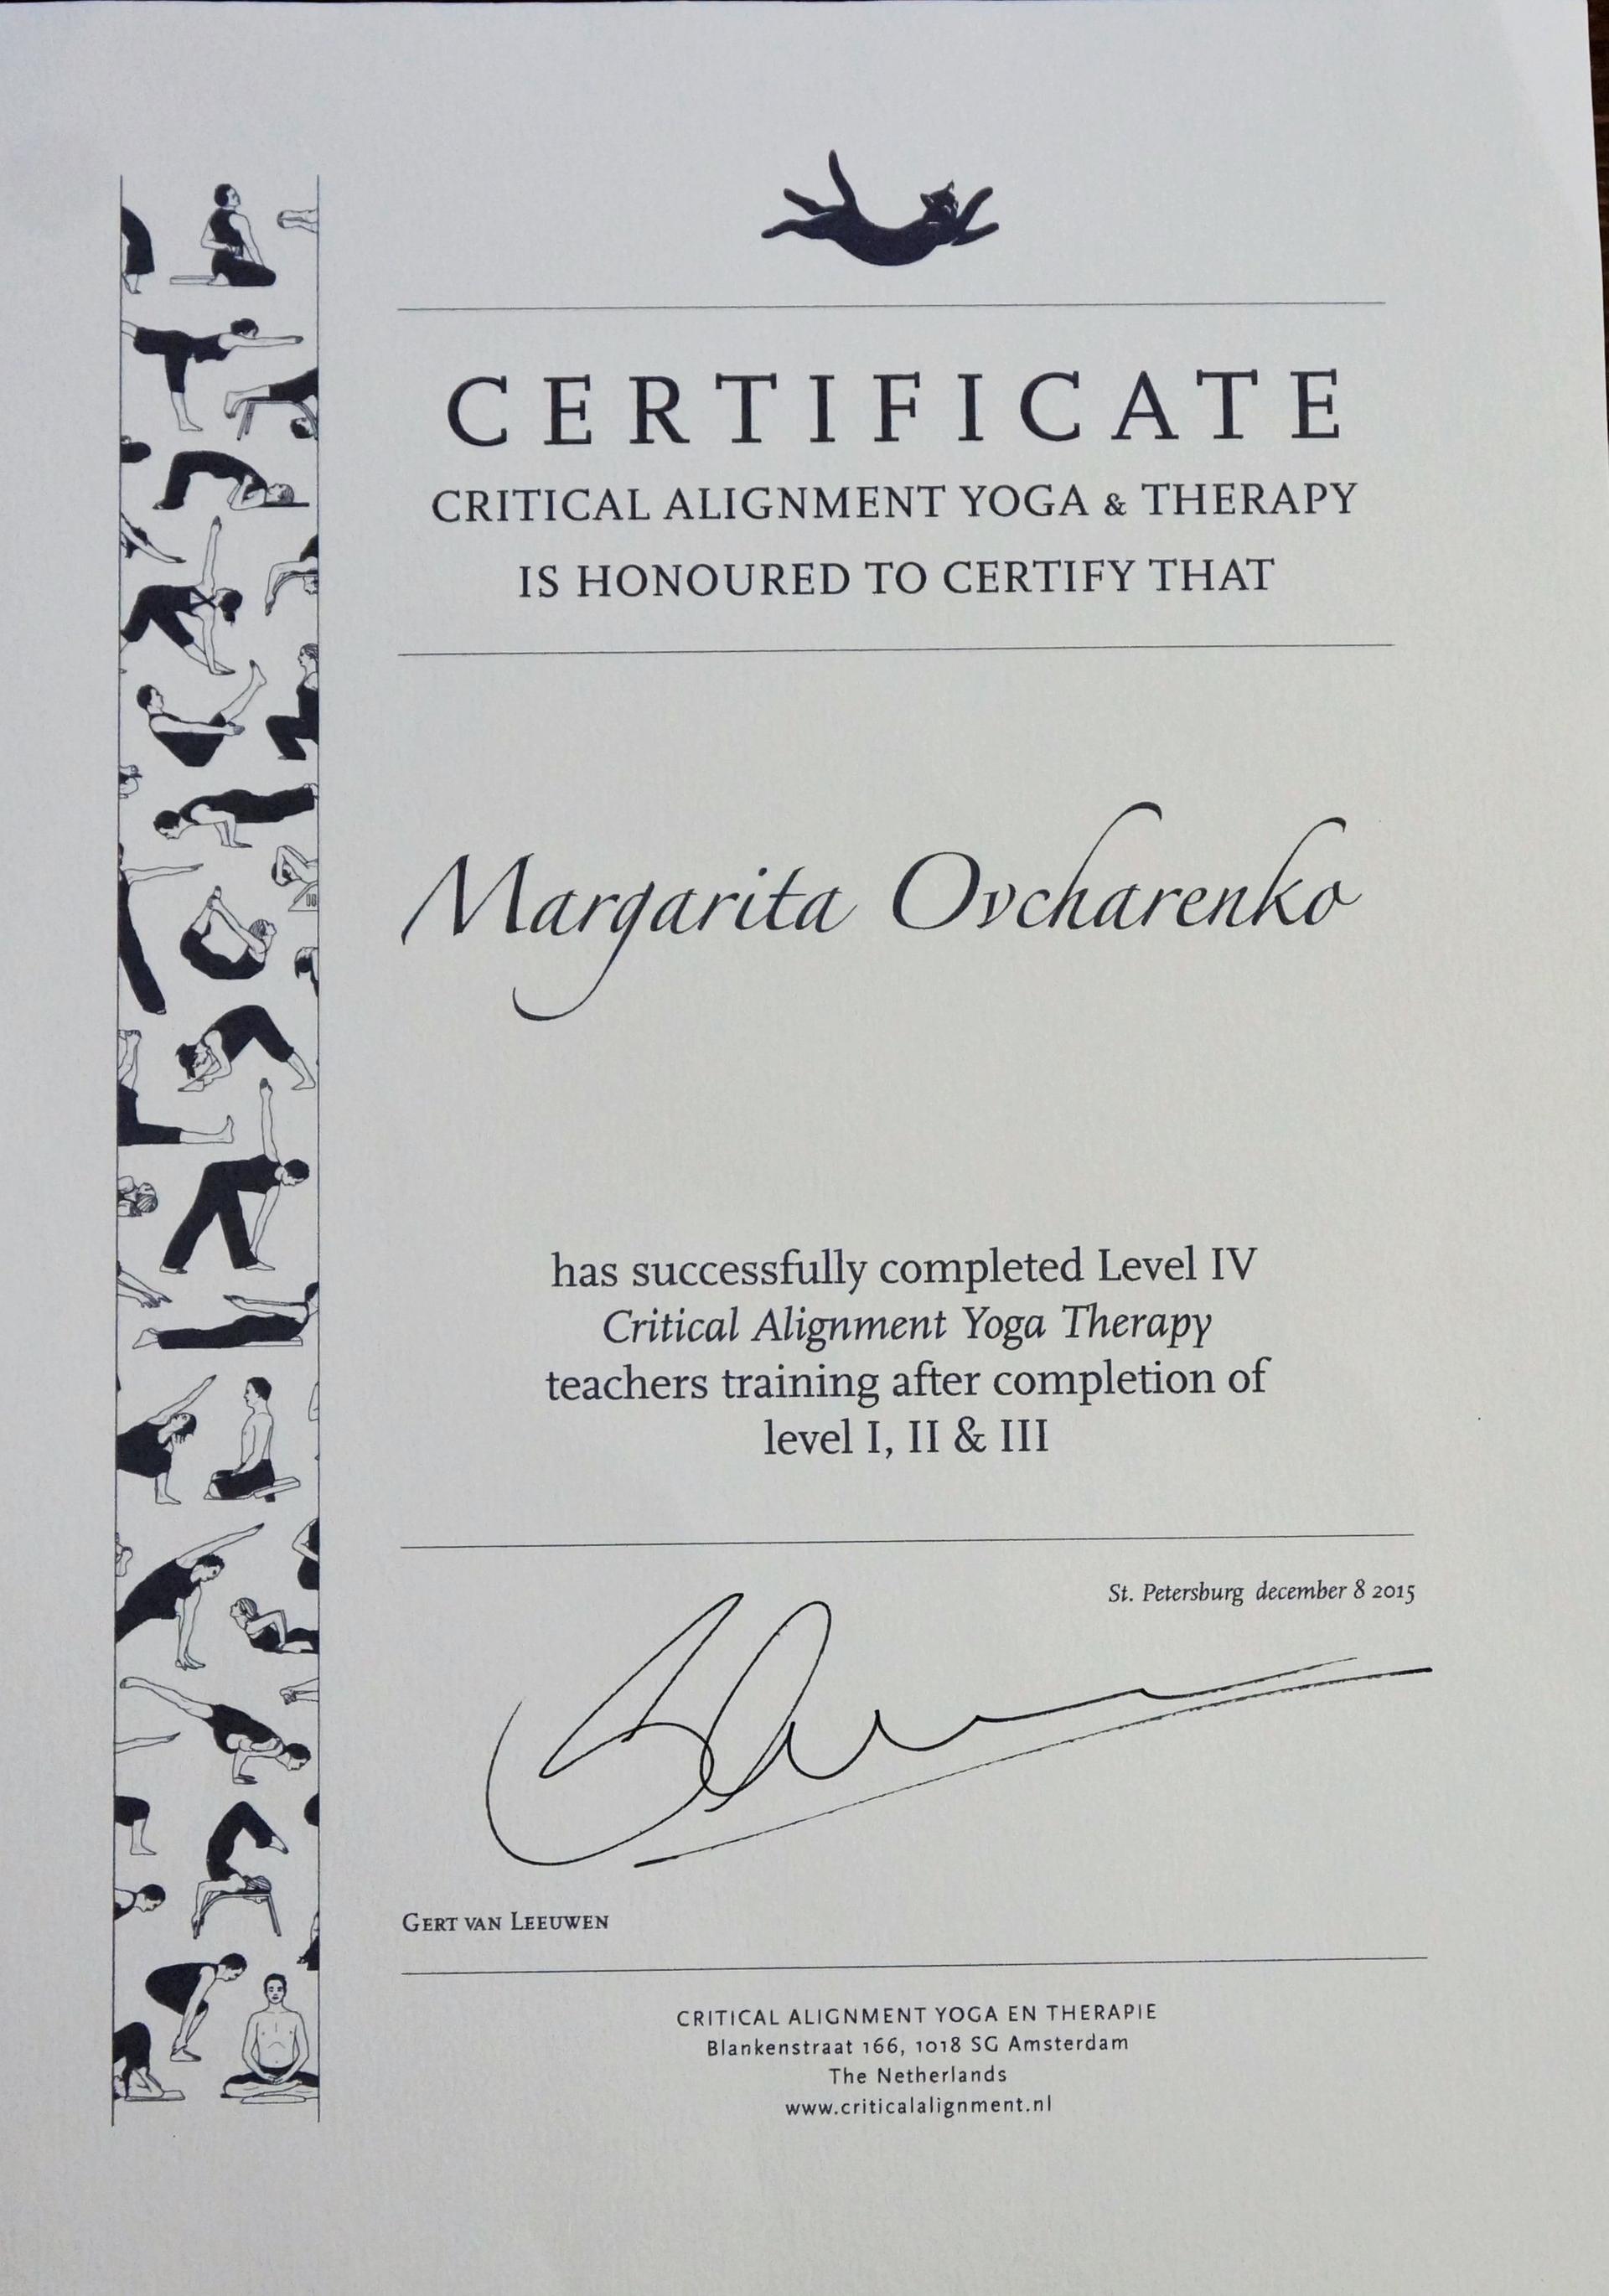 CERTIFICATE
CRITICAL ALIGNMENT YOGA & THERAPY
IS HONOURED TO CERTIFY THAT
Margarita Ovcharenko
has successfully completed Level IV
Critical Alignment Yoga Therapy
teachers training after completion of
level I, II & III
St. Petersburg december 8 2015
GERT VAN LEEUWEN
CRITICAL ALIGNMENT YOGA EN THERAPIE
Blankenstraat 166, 1018 SG Amsterdam
The Netherlands
www.criticalalignment.nl